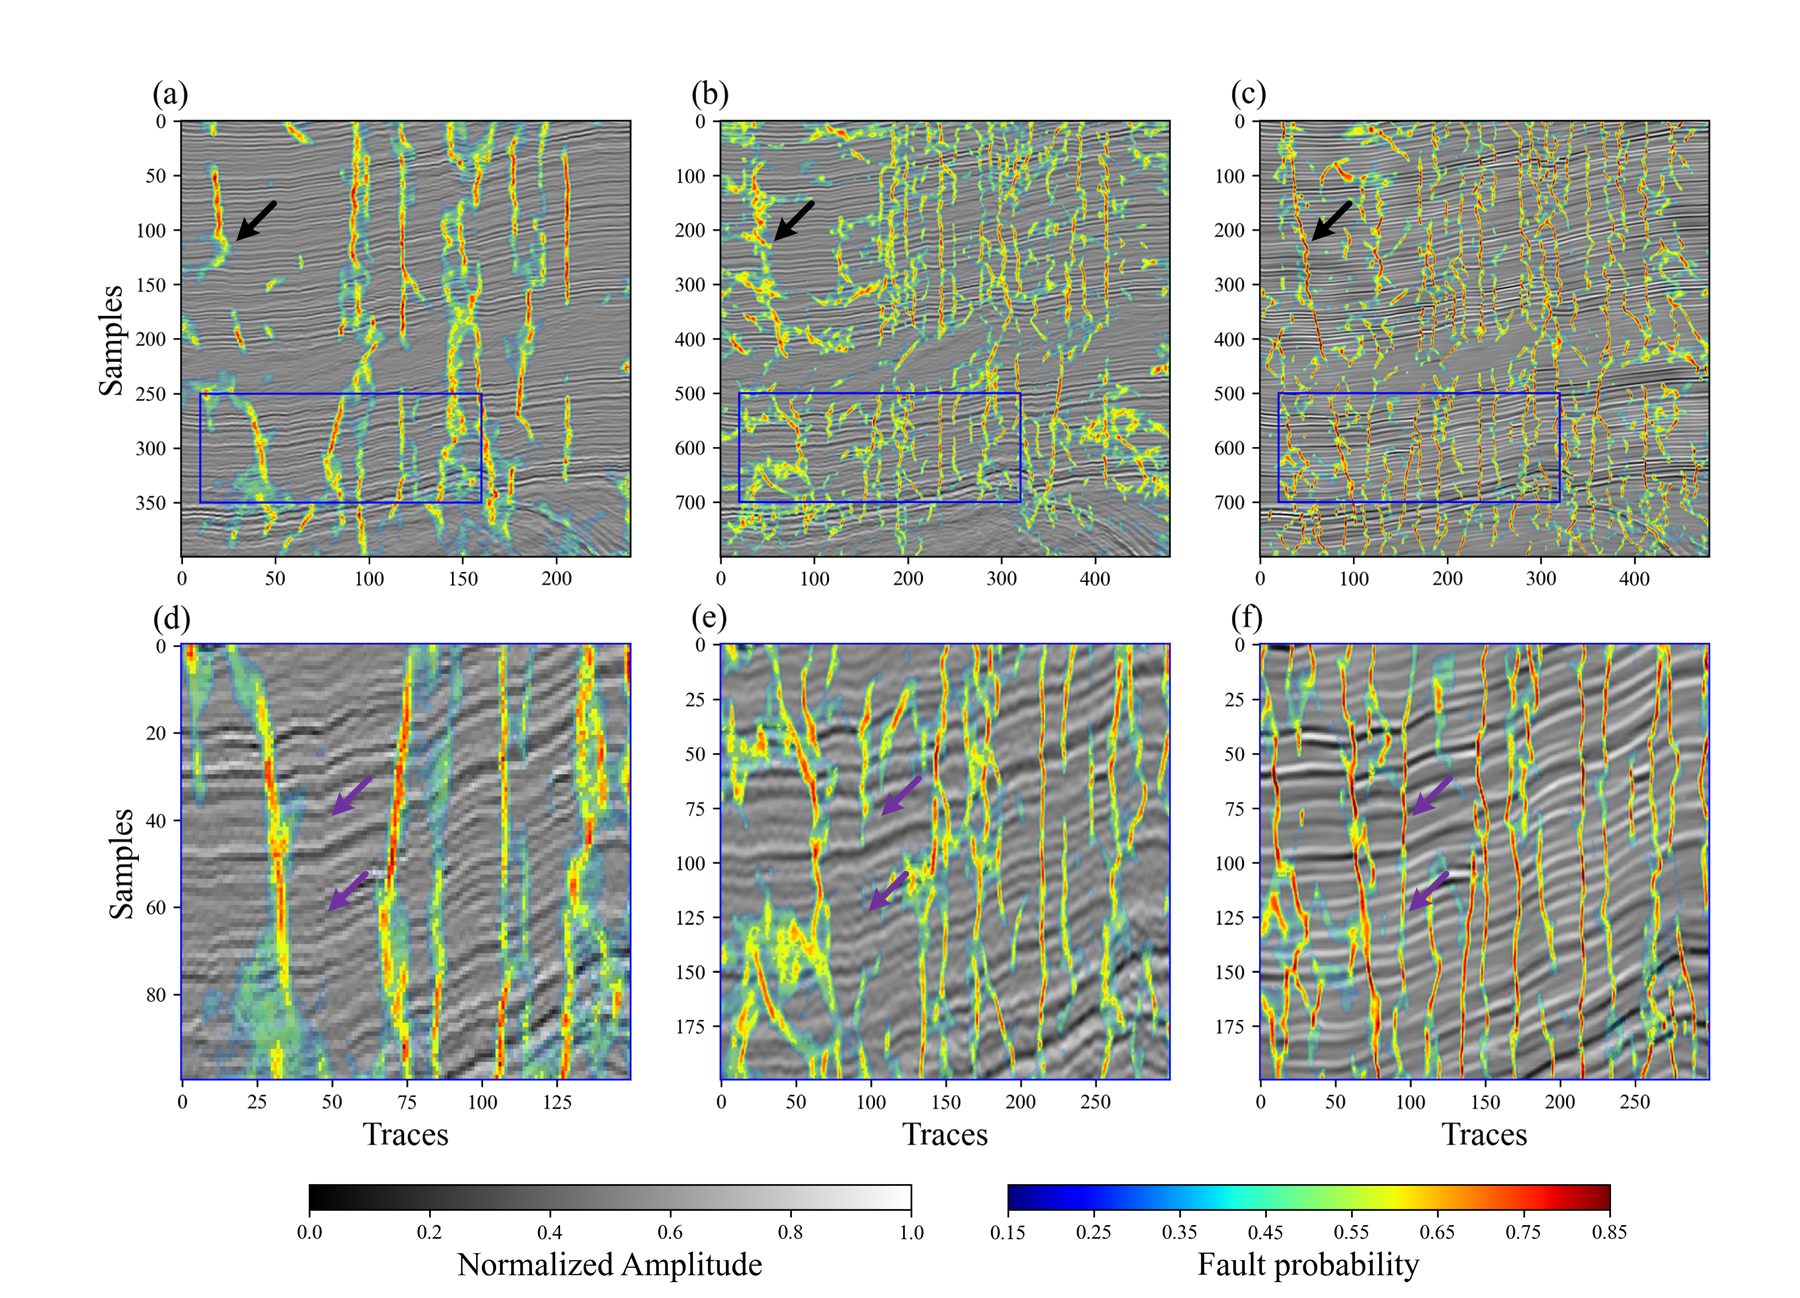 (a) (b) (c)
0 50 100 150 200 250 300 350
Samples
0 50 100 150 200
0 100 200 300 400 500 600 700
0 100 200 300 400
0 100 200 300 400 500 600 700
0 100 200 300 400
(d) (e) (f)
0 20 40 60 80
Samples
0 25 50 75 100 125
Traces
0 25 50 75 100 125 150 175
0 50 100 150 200 250
Traces
0 25 50 75 100 125 150 175
0 50 100 150 200 250
Traces
0.0 0.2 0.4 0.6 0.8 1.0
Normalized Amplitude
0.15 0.25 0.35 0.45 0.55 0.65 0.75 0.85
Fault probability